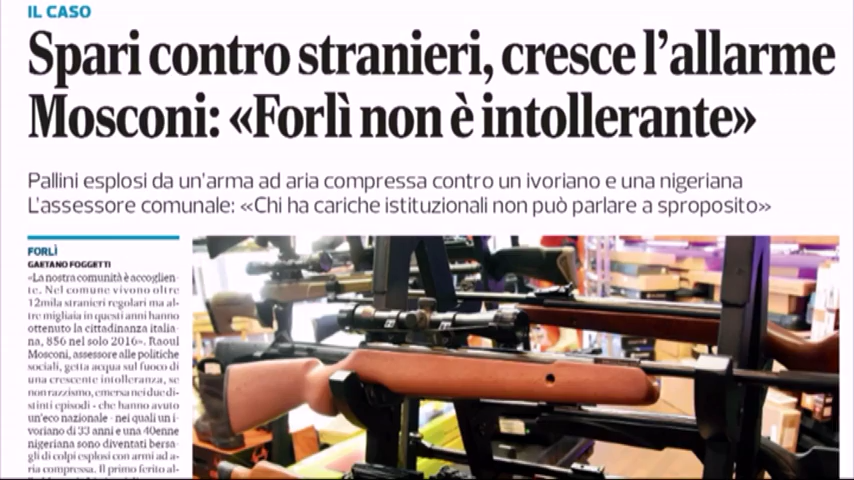 IL CASO
Spari contro stranieri, cresce l'allarme
Mosconi: «Forlì non è intollerante»
Pallini esplosi da un'arma ad aria compressa contro un ivoriano e una nigeriana
L'assessore comunale: «Chi ha cariche istituzionali non può parlare a sproposito»
FORLÌ
GAETANO FOGGETTI
«La nostra comunità è accoglien-
te. Nel comune vivono oltre
12mila stranieri regolari ma al-
tre migliaia in questi anni hanno
ottenuto la cittadinanza italia-
na, 856 nel solo 2016». Raoul
Mosconi, assessore alle politiche
sociali, getta acqua sul fuoco di
una crescente intolleranza, se
non razzismo, emersa nei due di-
stinti episodi - che hanno avuto
un'eco nazionale - nei quali un i-
voriano di 33 anni e una 40enne
nigeriana sono diventati bersa-
gli di colpi esplosi con armi ad a-
ria compressa. Il primo ferito al-